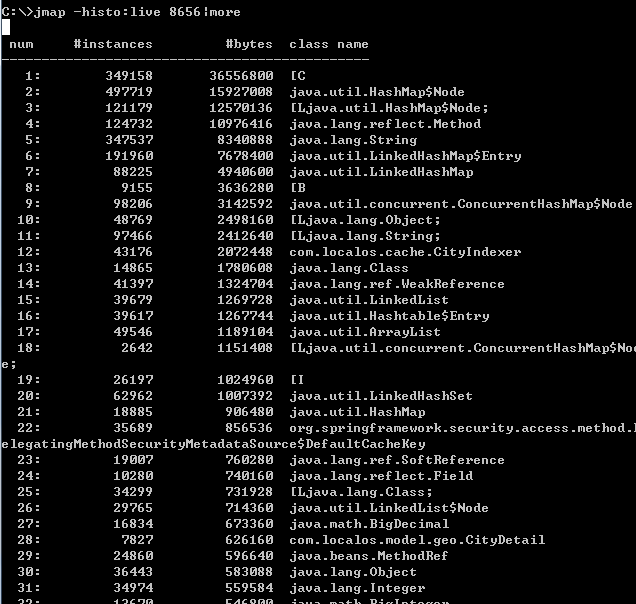 C:\>jmap -histo:live 8656|more
num #instances #bytes class name
----------------------------------------------
1: 349158 36556800 [C
2: 497719 15927008 java.util.HashMap$Node
3: 121179 12570136 [Ljava.util.HashMap$Node;
4: 124732 10976416 java.lang.reflect.Method
5: 347537 8340888 java.lang.String
6: 191960 7678400 java.util.LinkedHashMap$Entry
7: 88225 4940600 java.util.LinkedHashMap
8: 9155 3636280 [B
9: 98206 3142592 java.util.concurrent.ConcurrentHashMap$Node
10: 48769 2498160 [Ljava.lang.Object;
11: 97466 2412640 [Ljava.lang.String;
12: 43176 2072448 com.localos.cache.CityIndexer
13: 14865 1780608 java.lang.Class
14: 41397 1324704 java.lang.ref.WeakReference
15: 39679 1269728 java.util.LinkedList
16: 39617 1267744 java.util.Hashtable$Entry
17: 49546 1189104 java.util.ArrayList
18: 2642 1151408 [Ljava.util.concurrent.ConcurrentHashMap$No
e;
19: 26197 1024960 [I
20: 62962 1007392 java.util.LinkedHashSet
21: 18885 906480 java.util.HashMap
22: 35689 856536 org.springframework.security.access.method.
elegatingMethodSecurityMetadataSource$DefaultCacheKey
23: 19007 760280 java.lang.ref.SoftReference
24: 10280 740160 java.lang.reflect.Field
25: 34299 731928 [Ljava.lang.Class;
26: 29765 714360 java.util.LinkedList$Node
27: 16834 673360 java.math.BigDecimal
28: 7827 626160 com.localos.model.geo.CityDetail
29: 24860 596640 java.beans.MethodRef
30: 36443 583088 java.lang.Object
31: 34974 559584 java.lang.Integer
32: 13670 546800 java.math.BigInteger